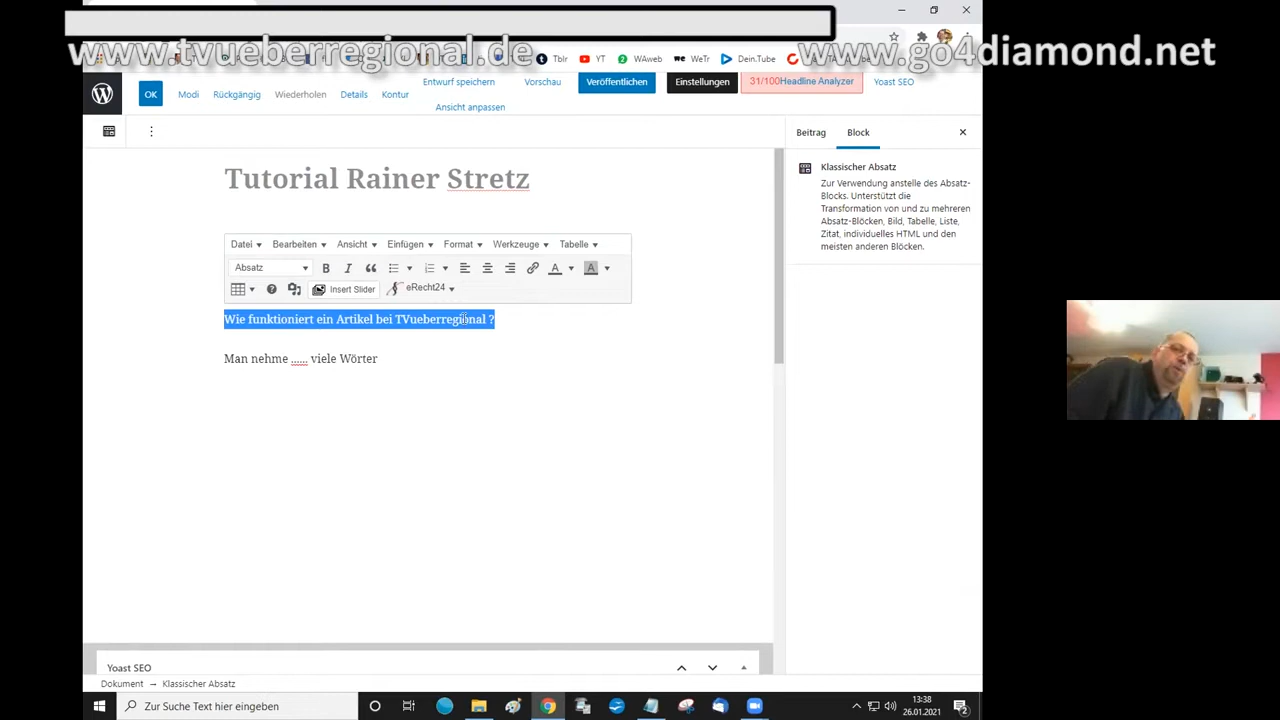 www.tvueberregional.de
www.go4diamond.net
Tblr YT WAweb WeTr Dein.Tube
OK Modi Rückgängig Wiederholen Details Kontur Entwurf speichern Vorschau Veröffentlichen Einstellungen 31/100 Headline Analyzer Yoast SEO
Ansicht anpassen
Beitrag Block
Tutorial Rainer Stretz
Klassischer Absatz
Zur Verwendung anstelle des Absatz-
Blocks. Unterstützt die
Transformation von und zu mehreren
Absatz-Blöcken, Bild, Tabelle, Liste,
Zitat, individuelles HTML und den
meisten anderen Blöcken.
Datei Bearbeiten Ansicht Einfügen Format Werkzeuge Tabelle
Absatz
Insert Slider eRecht24
Wie funktioniert ein Artikel bei TVueberregional ?
Man nehme ...... viele Wörter
Yoast SEO
Dokument → Klassischer Absatz
Zur Suche Text hier eingeben
13:38
26.01.2021
2